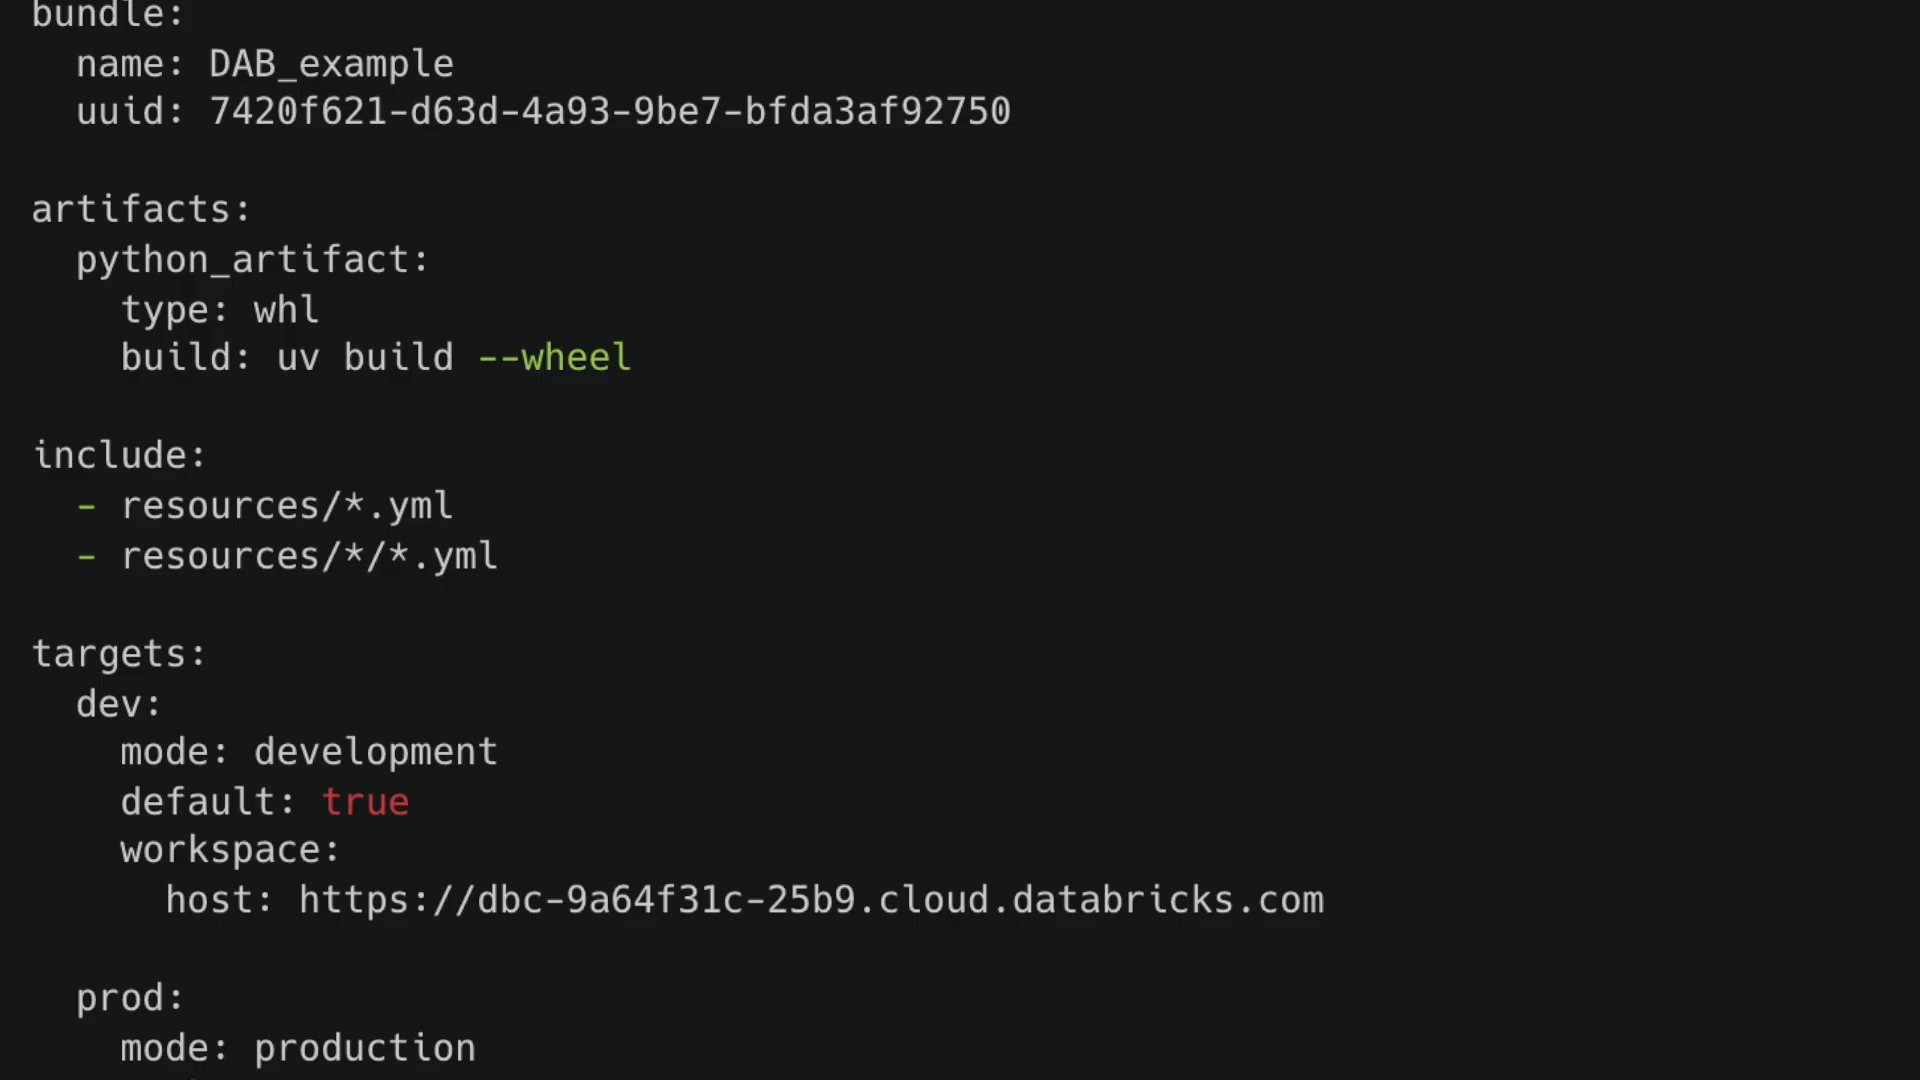 bundle:
  name: DAB_example
  uuid: 7420f621-d63d-4a93-9be7-bfda3af92750

artifacts:
  python_artifact:
    type: whl
    build: uv build --wheel

include:
  - resources/*.yml
  - resources/*/*.yml

targets:
  dev:
    mode: development
    default: true
    workspace:
      host: https://dbc-9a64f31c-25b9.cloud.databricks.com

  prod:
    mode: production